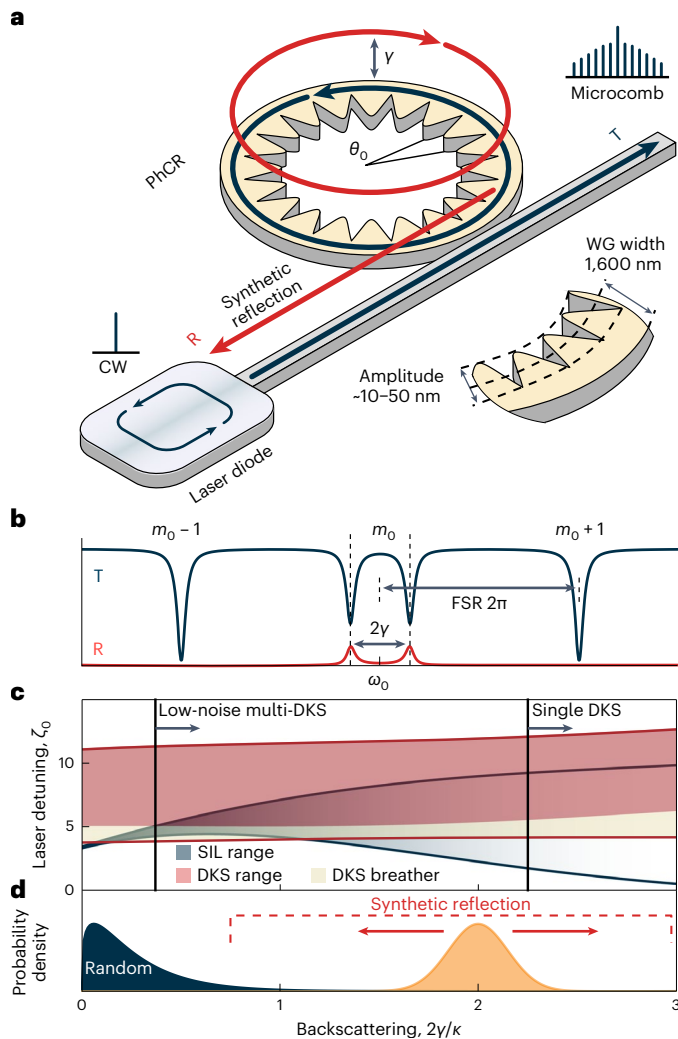 a
γ
Microcomb
θ₀
PhCR
T
Synthetic
reflection
R
WG width
1,600 nm
CW
Amplitude
~10–50 nm
Laser diode
b
m₀ – 1
m₀
m₀ + 1
T
FSR 2π
2γ
R
ω₀
c
Low-noise multi-DKS
Single DKS
Laser detuning, ζ₀
10
5
0
SIL range
DKS range
DKS breather
d
Synthetic reflection
Probability
density
Random
0
1
2
3
Backscattering, 2γ/κ